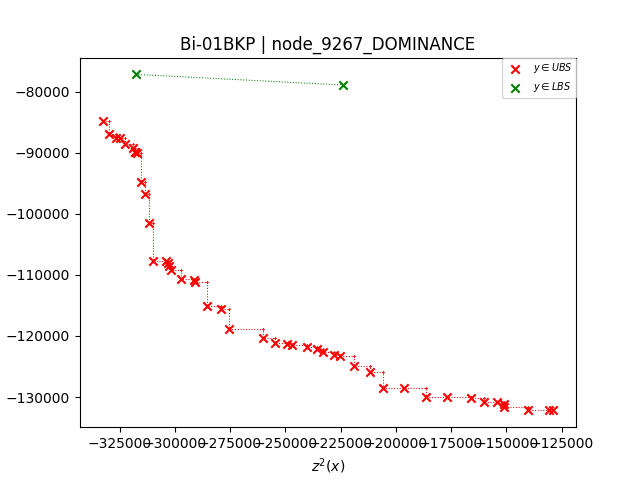 Bi-01BKP | node_9267_DOMINANCE
y ∈ UBS
y ∈ LBS
−80000
−90000
−100000
−110000
−120000
−130000
−325000 −300000 −275000 −250000 −225000 −200000 −175000 −150000 −125000
z²(x)